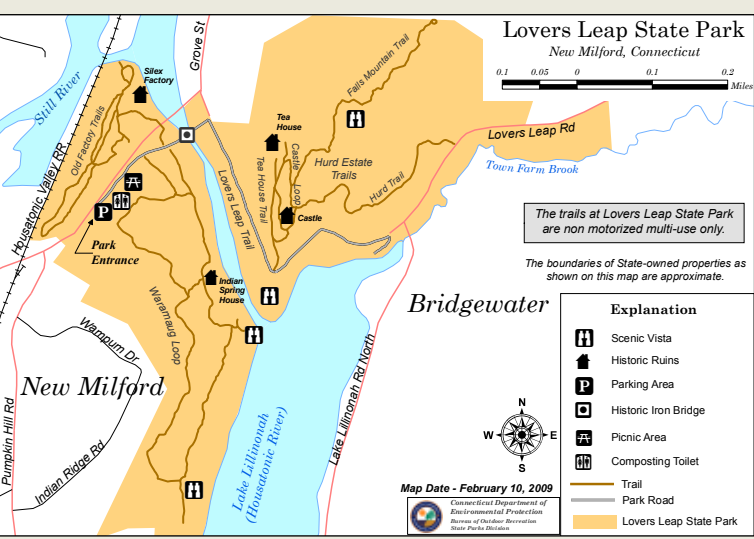 Lovers Leap State Park
New Milford, Connecticut
0.1 0.05 0 0.1 0.2
Miles
Grove St
Still River
Silex
Factory
Old Factory Trails
Housatonic Valley RR
Falls Mountain Trail
Tea
House
Tea House Trail
Castle
Loop
Hurd Estate
Trails
Hurd Trail
Castle
Lovers Leap Rd
Town Farm Brook
Lovers Leap Trail
P
Park
Entrance
Indian
Spring
House
Waramaug Loop
The trails at Lovers Leap State Park
are non motorized multi-use only.
The boundaries of State-owned properties as
shown on this map are approximate.
Bridgewater
New Milford
Wampum Dr
Pumpkin Hill Rd
Indian Ridge Rd
Lake Lillinonah
(Housatonic River)
Lake Lillinonah Rd North
N
W
E
S
Explanation
Scenic Vista
Historic Ruins
P Parking Area
Historic Iron Bridge
Picnic Area
Composting Toilet
Trail
Park Road
Lovers Leap State Park
Map Date - February 10, 2009
Connecticut Department of
Environmental Protection
Bureau of Outdoor Recreation
State Parks Division